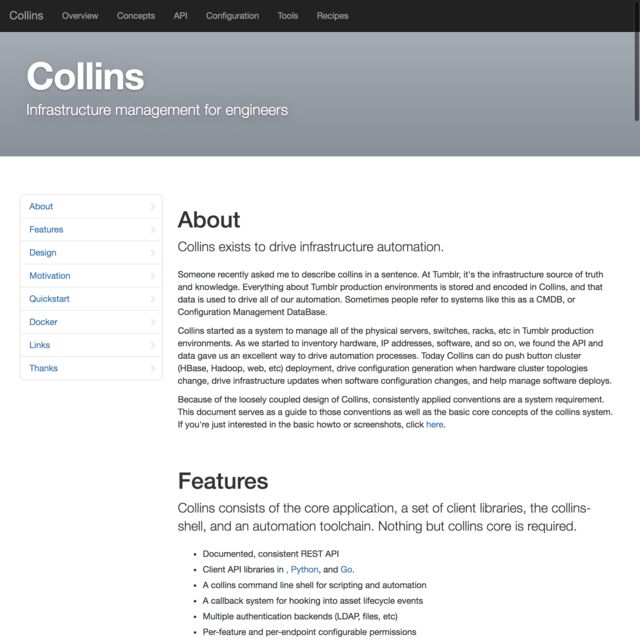 Collins Overview Concepts API Configuration Tools Recipes
Collins
Infrastructure management for engineers
About
Features
Design
Motivation
Quickstart
Docker
Links
Thanks
About
Collins exists to drive infrastructure automation.
Someone recently asked me to describe collins in a sentence. At Tumblr, it's the infrastructure source of truth
and knowledge. Everything about Tumblr production environments is stored and encoded in Collins, and that
data is used to drive all of our automation. Sometimes people refer to systems like this as a CMDB, or
Configuration Management DataBase.
Collins started as a system to manage all of the physical servers, switches, racks, etc in Tumblr production
environments. As we started to inventory hardware, IP addresses, software, and so on, we found the API and
data gave us an excellent way to drive automation processes. Today Collins can do push button cluster
(HBase, Hadoop, web, etc) deployment, drive configuration generation when hardware cluster topologies
change, drive infrastructure updates when software configuration changes, and help manage software deploys.
Because of the loosely coupled design of Collins, consistently applied conventions are a system requirement.
This document serves as a guide to those conventions as well as the basic core concepts of the collins system.
If you're just interested in the basic howto or screenshots, click here.
Features
Collins consists of the core application, a set of client libraries, the collins-
shell, and an automation toolchain. Nothing but collins core is required.
• Documented, consistent REST API
• Client API libraries in , Python, and Go.
• A collins command line shell for scripting and automation
• A callback system for hooking into asset lifecycle events
• Multiple authentication backends (LDAP, files, etc)
• Per-feature and per-endpoint configurable permissions